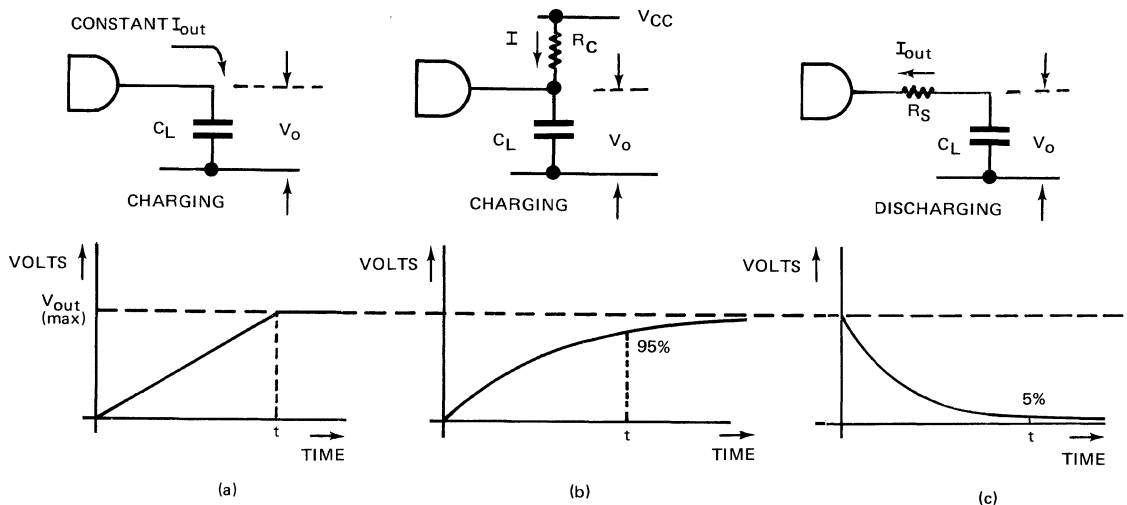 CONSTANT Iout
CL
Vo
CHARGING
VCC
I
RC
CL
Vo
CHARGING
Iout
RS
CL
Vo
DISCHARGING
VOLTS
Vout
(max)
t
TIME
(a)
VOLTS
95%
t
TIME
(b)
VOLTS
5%
t
TIME
(c)